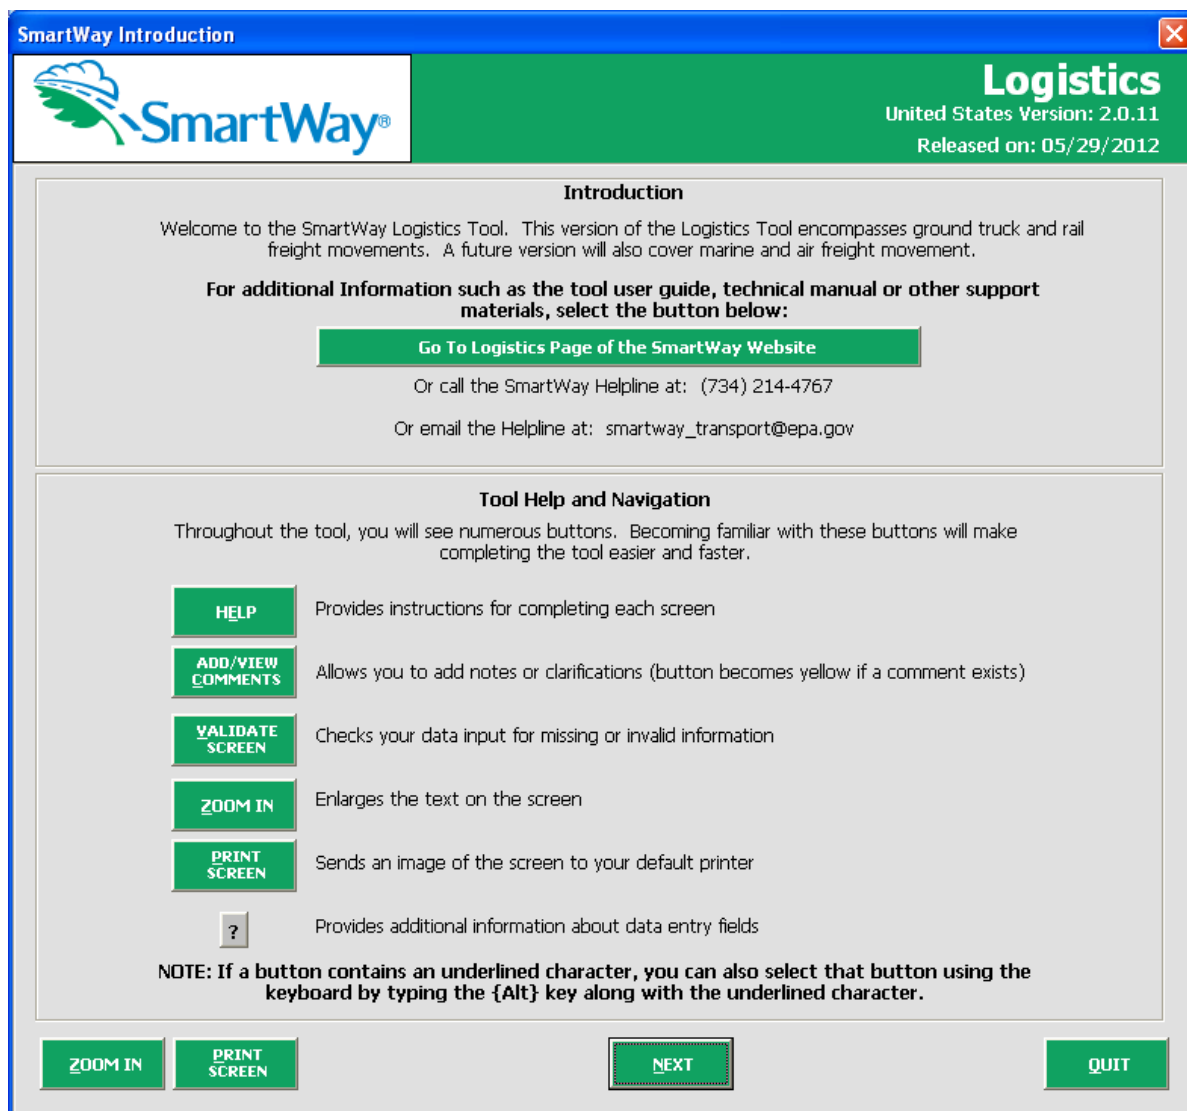 SmartWay Introduction
SmartWay®
Logistics
United States Version: 2.0.11
Released on: 05/29/2012
Introduction
Welcome to the SmartWay Logistics Tool.  This version of the Logistics Tool encompasses ground truck and rail
freight movements.  A future version will also cover marine and air freight movement.
For additional Information such as the tool user guide, technical manual or other support
materials, select the button below:
Go To Logistics Page of the SmartWay Website
Or call the SmartWay Helpline at:  (734) 214-4767
Or email the Helpline at:  smartway_transport@epa.gov
Tool Help and Navigation
Throughout the tool, you will see numerous buttons.  Becoming familiar with these buttons will make
completing the tool easier and faster.
HELP
Provides instructions for completing each screen
ADD/VIEW
COMMENTS
Allows you to add notes or clarifications (button becomes yellow if a comment exists)
VALIDATE
SCREEN
Checks your data input for missing or invalid information
ZOOM IN
Enlarges the text on the screen
PRINT
SCREEN
Sends an image of the screen to your default printer
?
Provides additional information about data entry fields
NOTE: If a button contains an underlined character, you can also select that button using the
keyboard by typing the {Alt} key along with the underlined character.
ZOOM IN
PRINT
SCREEN
NEXT
QUIT